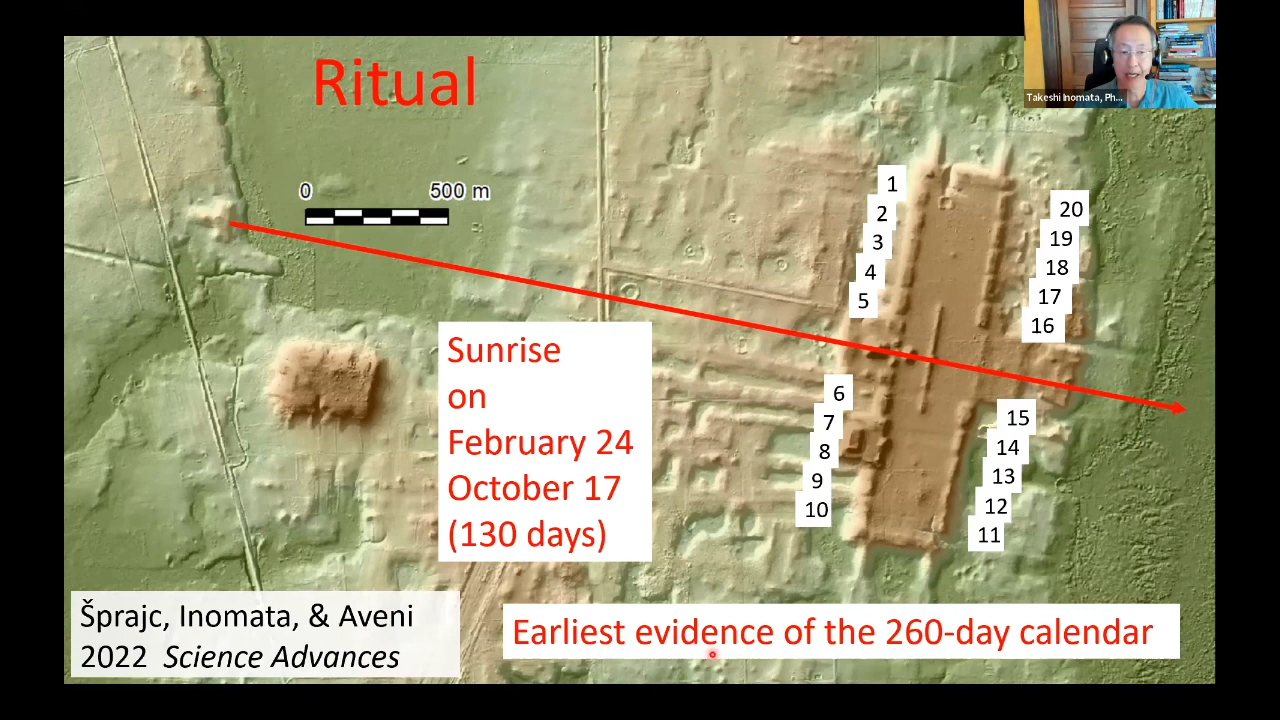 Ritual
Takeshi Inomata, Ph...
0 500 m
1
2
3
4
5
6
7
8
9
10
20
19
18
17
16
15
14
13
12
11
Sunrise
on
February 24
October 17
(130 days)
Šprajc, Inomata, & Aveni
2022 Science Advances
Earliest evidence of the 260-day calendar